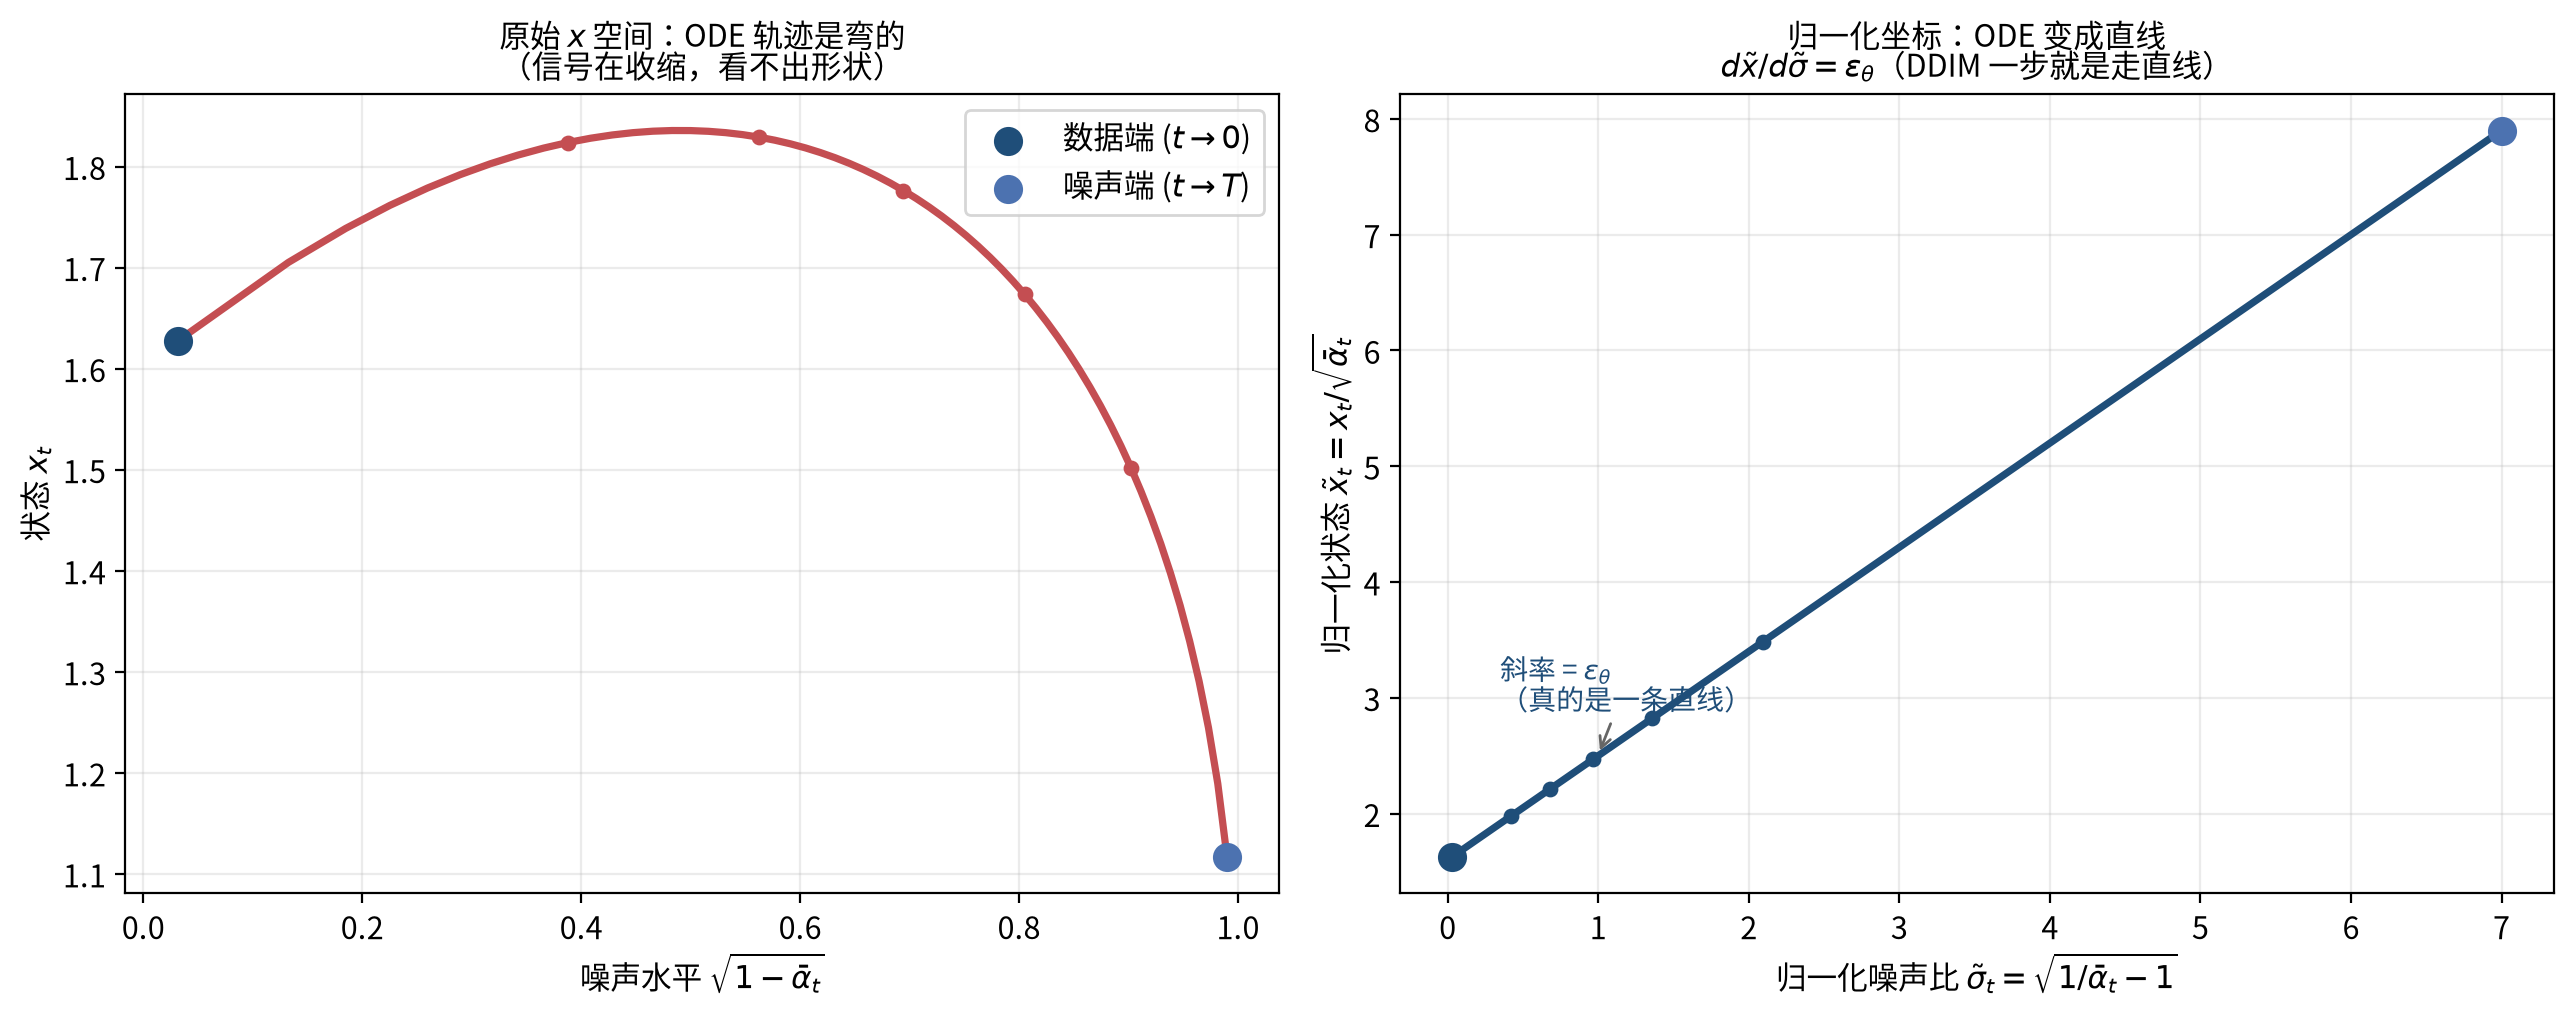 原始 x 空间：ODE 轨迹是弯的
（信号在收缩，看不出形状）
数据端 (t→0)
噪声端 (t→T)
状态 xₜ
1.8
1.7
1.6
1.5
1.4
1.3
1.2
1.1
0.0 0.2 0.4 0.6 0.8 1.0
噪声水平 √(1 − ᾱₜ)
归一化坐标：ODE 变成直线
dx̃/dσ̃ = ε_θ（DDIM 一步就是走直线）
归一化状态 x̃ₜ = xₜ/√ᾱₜ
8
7
6
5
4
3
2
斜率 = ε_θ
（真的是一条直线）
0 1 2 3 4 5 6 7
归一化噪声比 σ̃ₜ = √(1/ᾱₜ − 1)